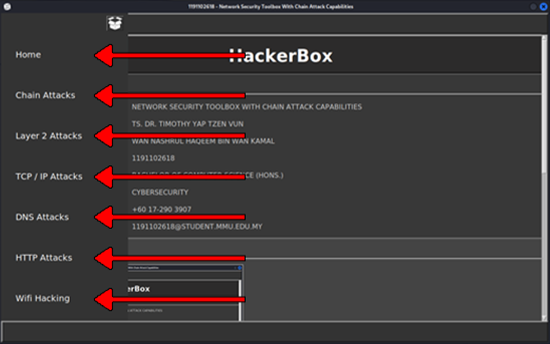 1191102618 - Network Security Toolbox With Chain Attack Capabilities
Home
Chain Attacks
Layer 2 Attacks
TCP / IP Attacks
DNS Attacks
HTTP Attacks
Wifi Hacking
HackerBox
NETWORK SECURITY TOOLBOX WITH CHAIN ATTACK CAPABILITIES
TS. DR. TIMOTHY YAP TZEN VUN
WAN NASHRUL HAQEEM BIN WAN KAMAL
1191102618
BACHELOR OF COMPUTER SCIENCE (HONS.)
CYBERSECURITY
+60 17-290 3907
1191102618@STUDENT.MMU.EDU.MY
kerBox